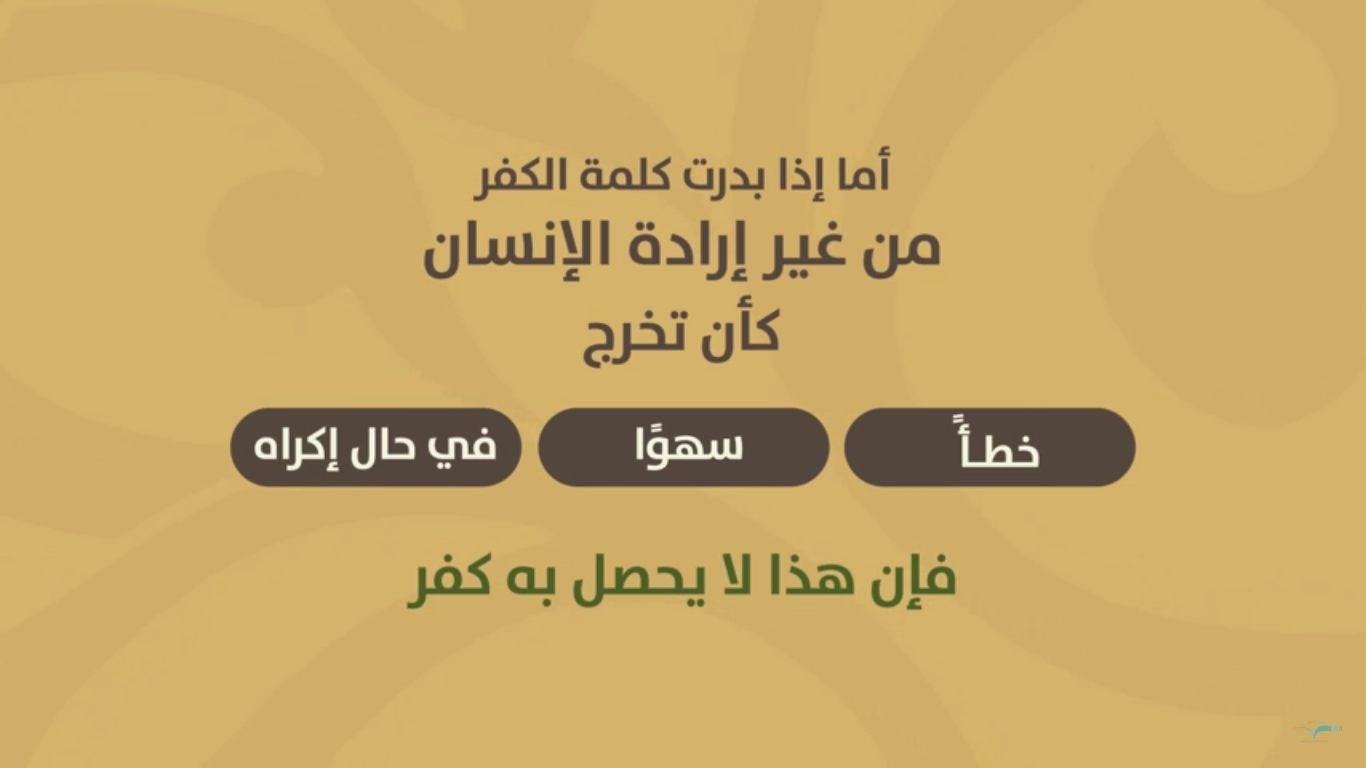 أما إذا بدرت كلمة الكفر
من غير إرادة الإنسان
كأن تخرج
خطأً سهوًا في حال إكراه
فإن هذا لا يحصل به كفر